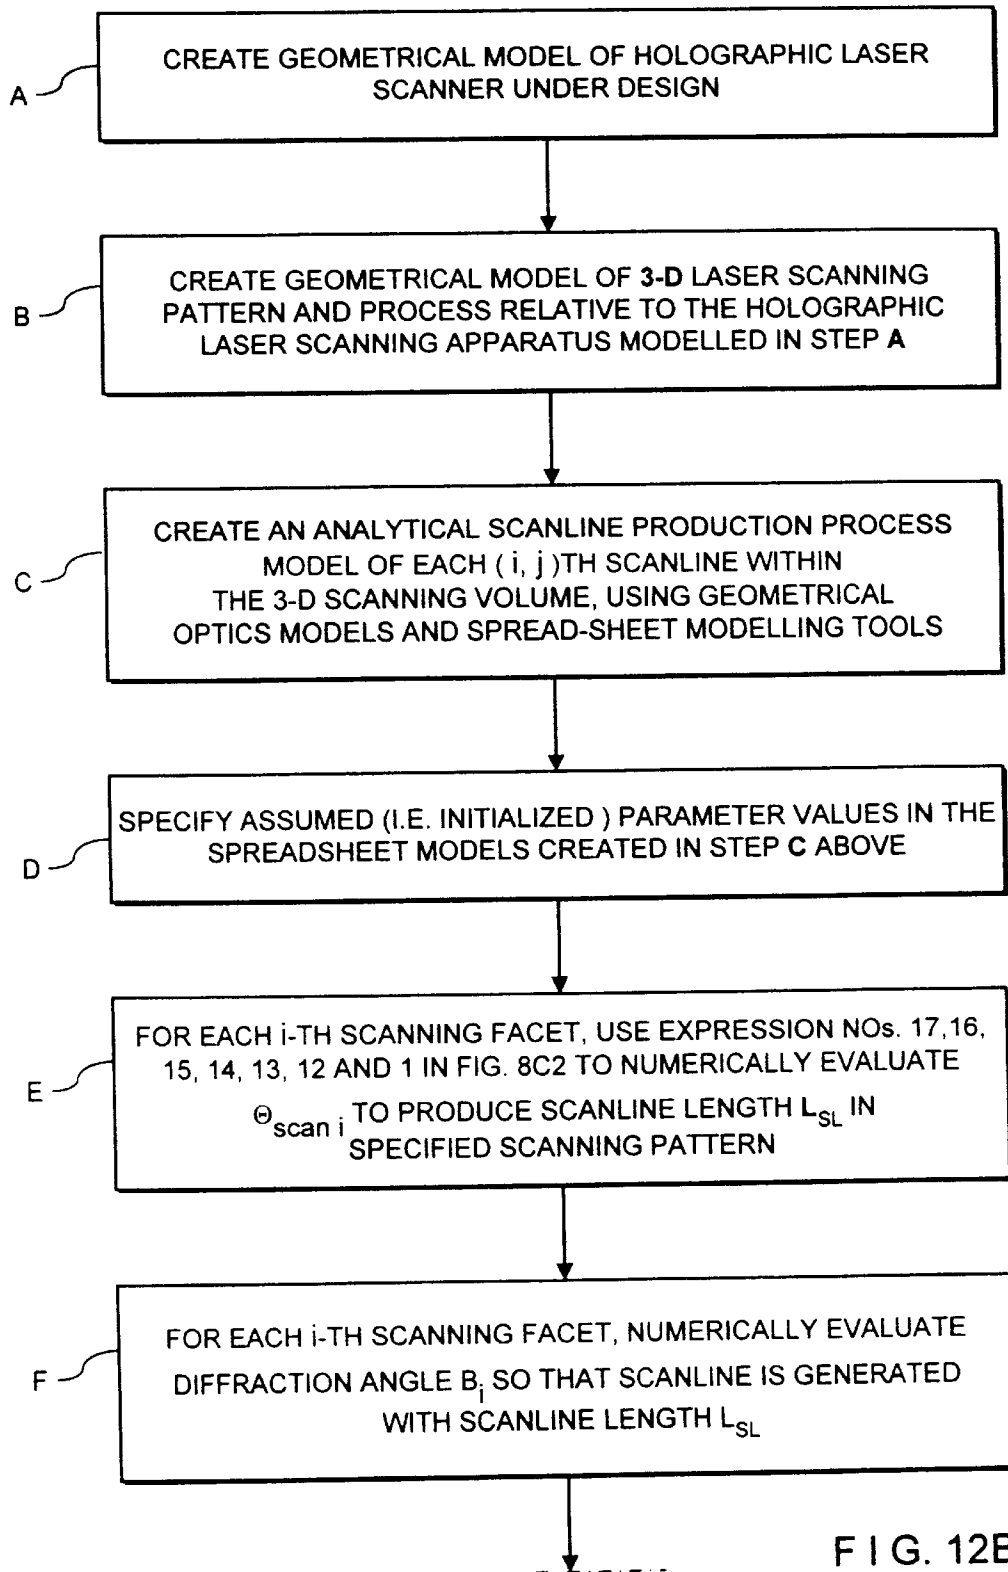 A
CREATE GEOMETRICAL MODEL OF HOLOGRAPHIC LASER
SCANNER UNDER DESIGN
B
CREATE GEOMETRICAL MODEL OF 3-D LASER SCANNING
PATTERN AND PROCESS RELATIVE TO THE HOLOGRAPHIC
LASER SCANNING APPARATUS MODELLED IN STEP A
C
CREATE AN ANALYTICAL SCANLINE PRODUCTION PROCESS
MODEL OF EACH ( i, j )TH SCANLINE WITHIN
THE 3-D SCANNING VOLUME, USING GEOMETRICAL
OPTICS MODELS AND SPREAD-SHEET MODELLING TOOLS
D
SPECIFY ASSUMED (I.E. INITIALIZED ) PARAMETER VALUES IN THE
SPREADSHEET MODELS CREATED IN STEP C ABOVE
E
FOR EACH i-TH SCANNING FACET, USE EXPRESSION NOs. 17,16,
15, 14, 13, 12 AND 1 IN FIG. 8C2 TO NUMERICALLY EVALUATE
Θscan i TO PRODUCE SCANLINE LENGTH LSL IN
SPECIFIED SCANNING PATTERN
F
FOR EACH i-TH SCANNING FACET, NUMERICALLY EVALUATE
DIFFRACTION ANGLE Bi SO THAT SCANLINE IS GENERATED
WITH SCANLINE LENGTH LSL
F I G. 12B